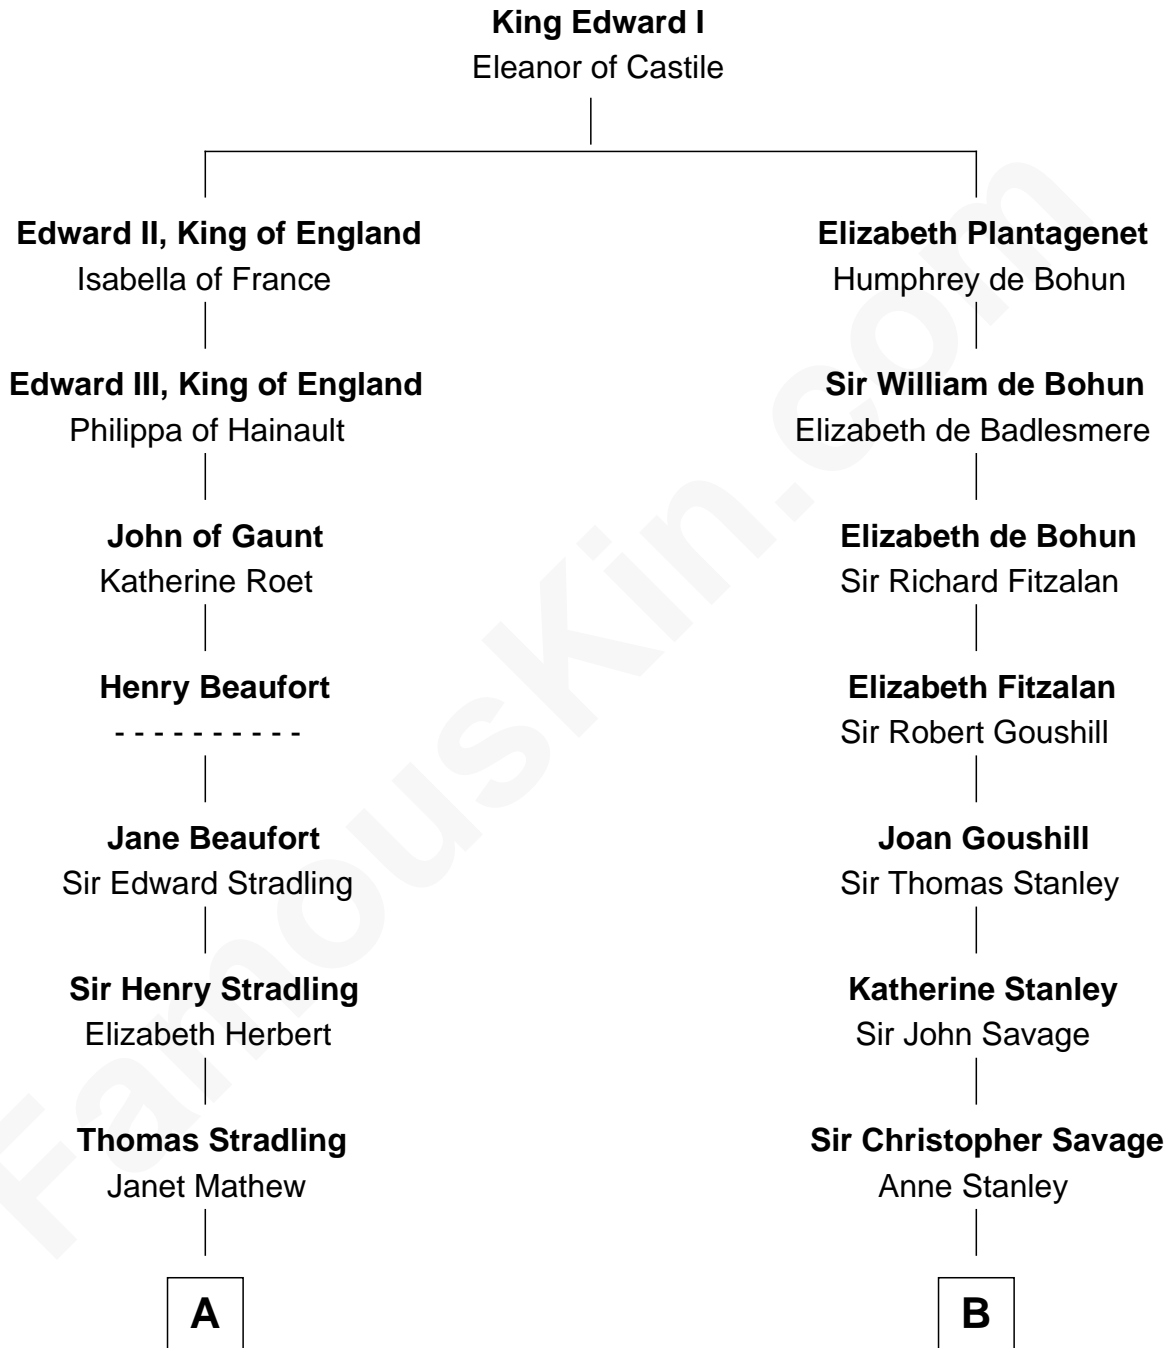 King Edward I
Eleanor of Castile
Edward II, King of England
Isabella of France
Elizabeth Plantagenet
Humphrey de Bohun
Edward III, King of England
Philippa of Hainault
Sir William de Bohun
Elizabeth de Badlesmere
John of Gaunt
Katherine Roet
Elizabeth de Bohun
Sir Richard Fitzalan
Henry Beaufort
- - - - - - - - - -
Elizabeth Fitzalan
Sir Robert Goushill
Jane Beaufort
Sir Edward Stradling
Joan Goushill
Sir Thomas Stanley
Sir Henry Stradling
Elizabeth Herbert
Katherine Stanley
Sir John Savage
Thomas Stradling
Janet Mathew
Sir Christopher Savage
Anne Stanley
A
B
FamousKin.com